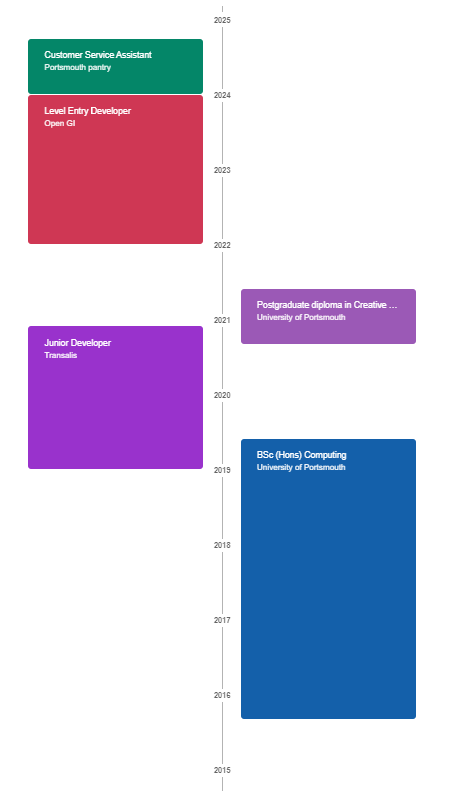 2025
Customer Service Assistant
Portsmouth pantry
2024
Level Entry Developer
Open GI
2023
2022
Postgraduate diploma in Creative ...
University of Portsmouth
2021
Junior Developer
Transalis
2020
BSc (Hons) Computing
University of Portsmouth
2019
2018
2017
2016
2015